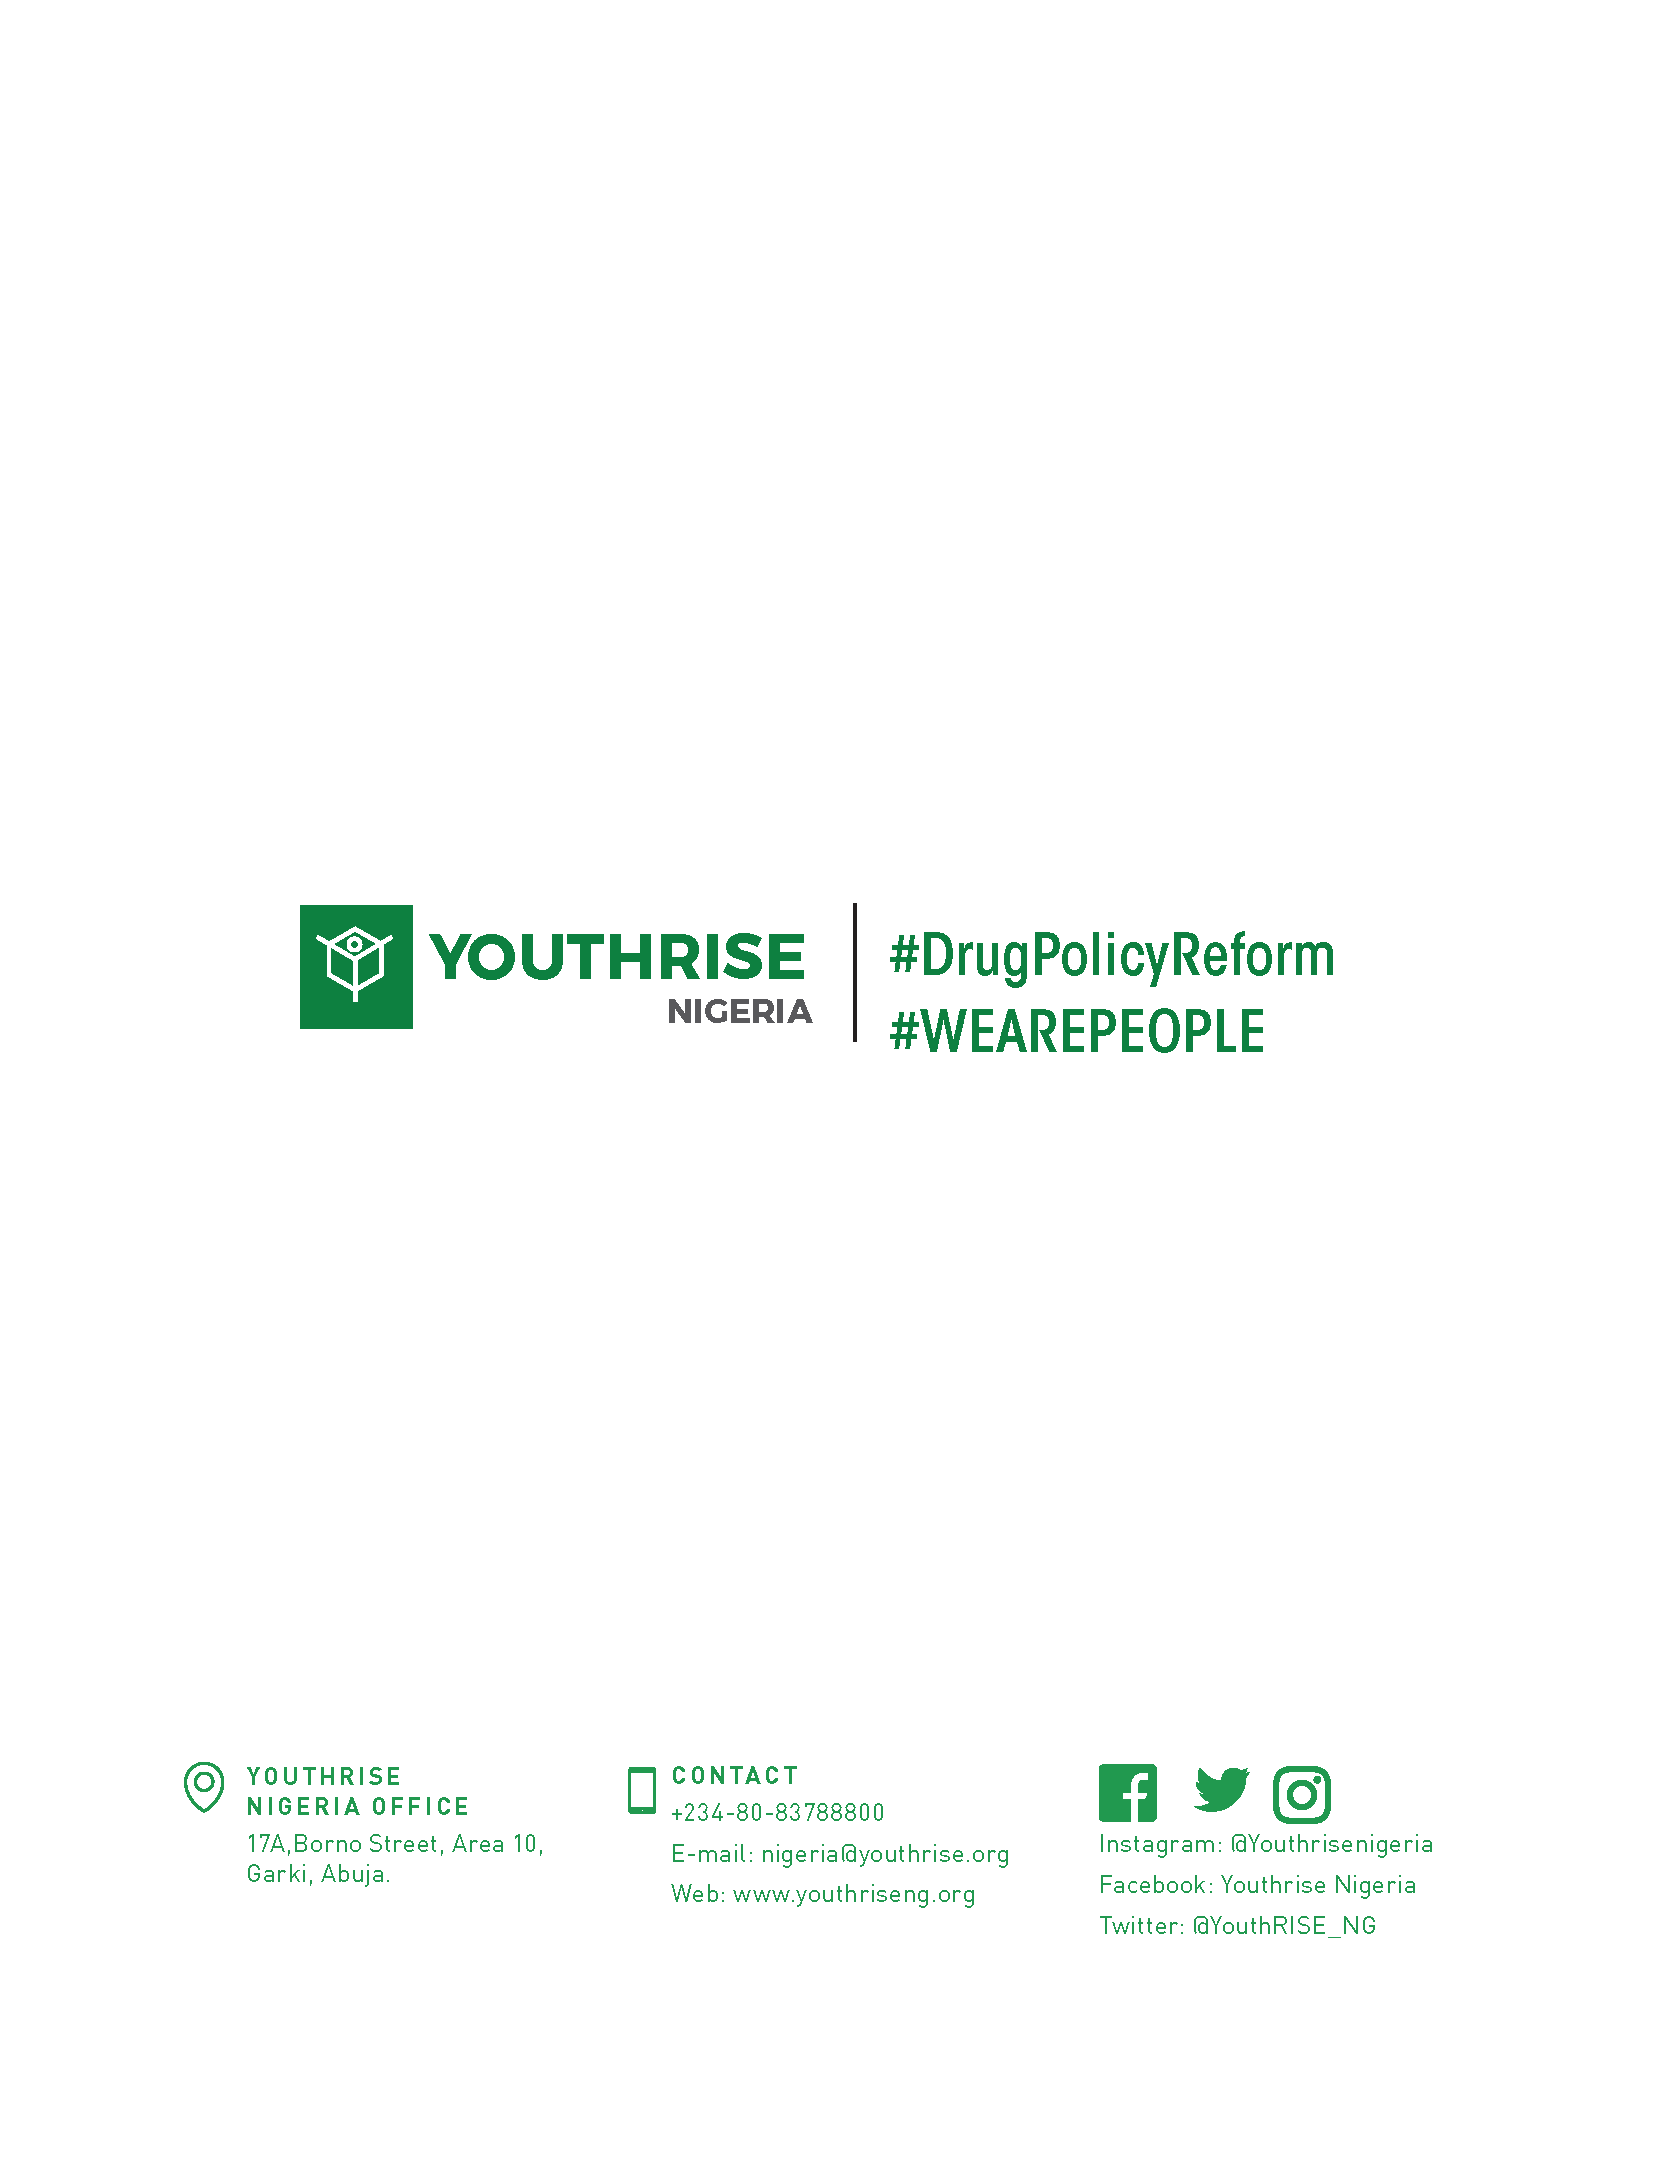 YOUTHRISE
NIGERIA
#DrugPolicyReform
#WEAREPEOPLE
YOUTHRISE
NIGERIA OFFICE
17A,Borno Street, Area 10,
Garki, Abuja.
CONTACT
+234-80-83788800
E-mail: nigeria@youthrise.org
Web: www.youthriseng.org
Instagram: @Youthrisenigeria
Facebook: Youthrise Nigeria
Twitter: @YouthRISE_NG